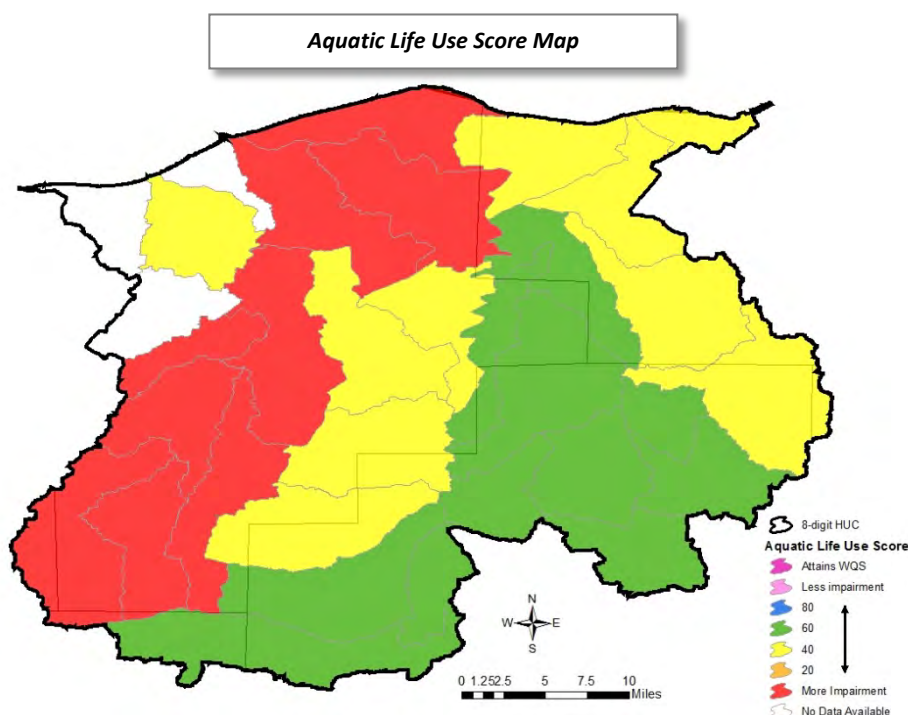 Aquatic Life Use Score Map
N
W E
S
0 1.252.5 5 7.5 10
Miles
8-digit HUC
Aquatic Life Use Score
Attains WQS
Less impairment
80
60
40
20
More Impairment
No Data Available